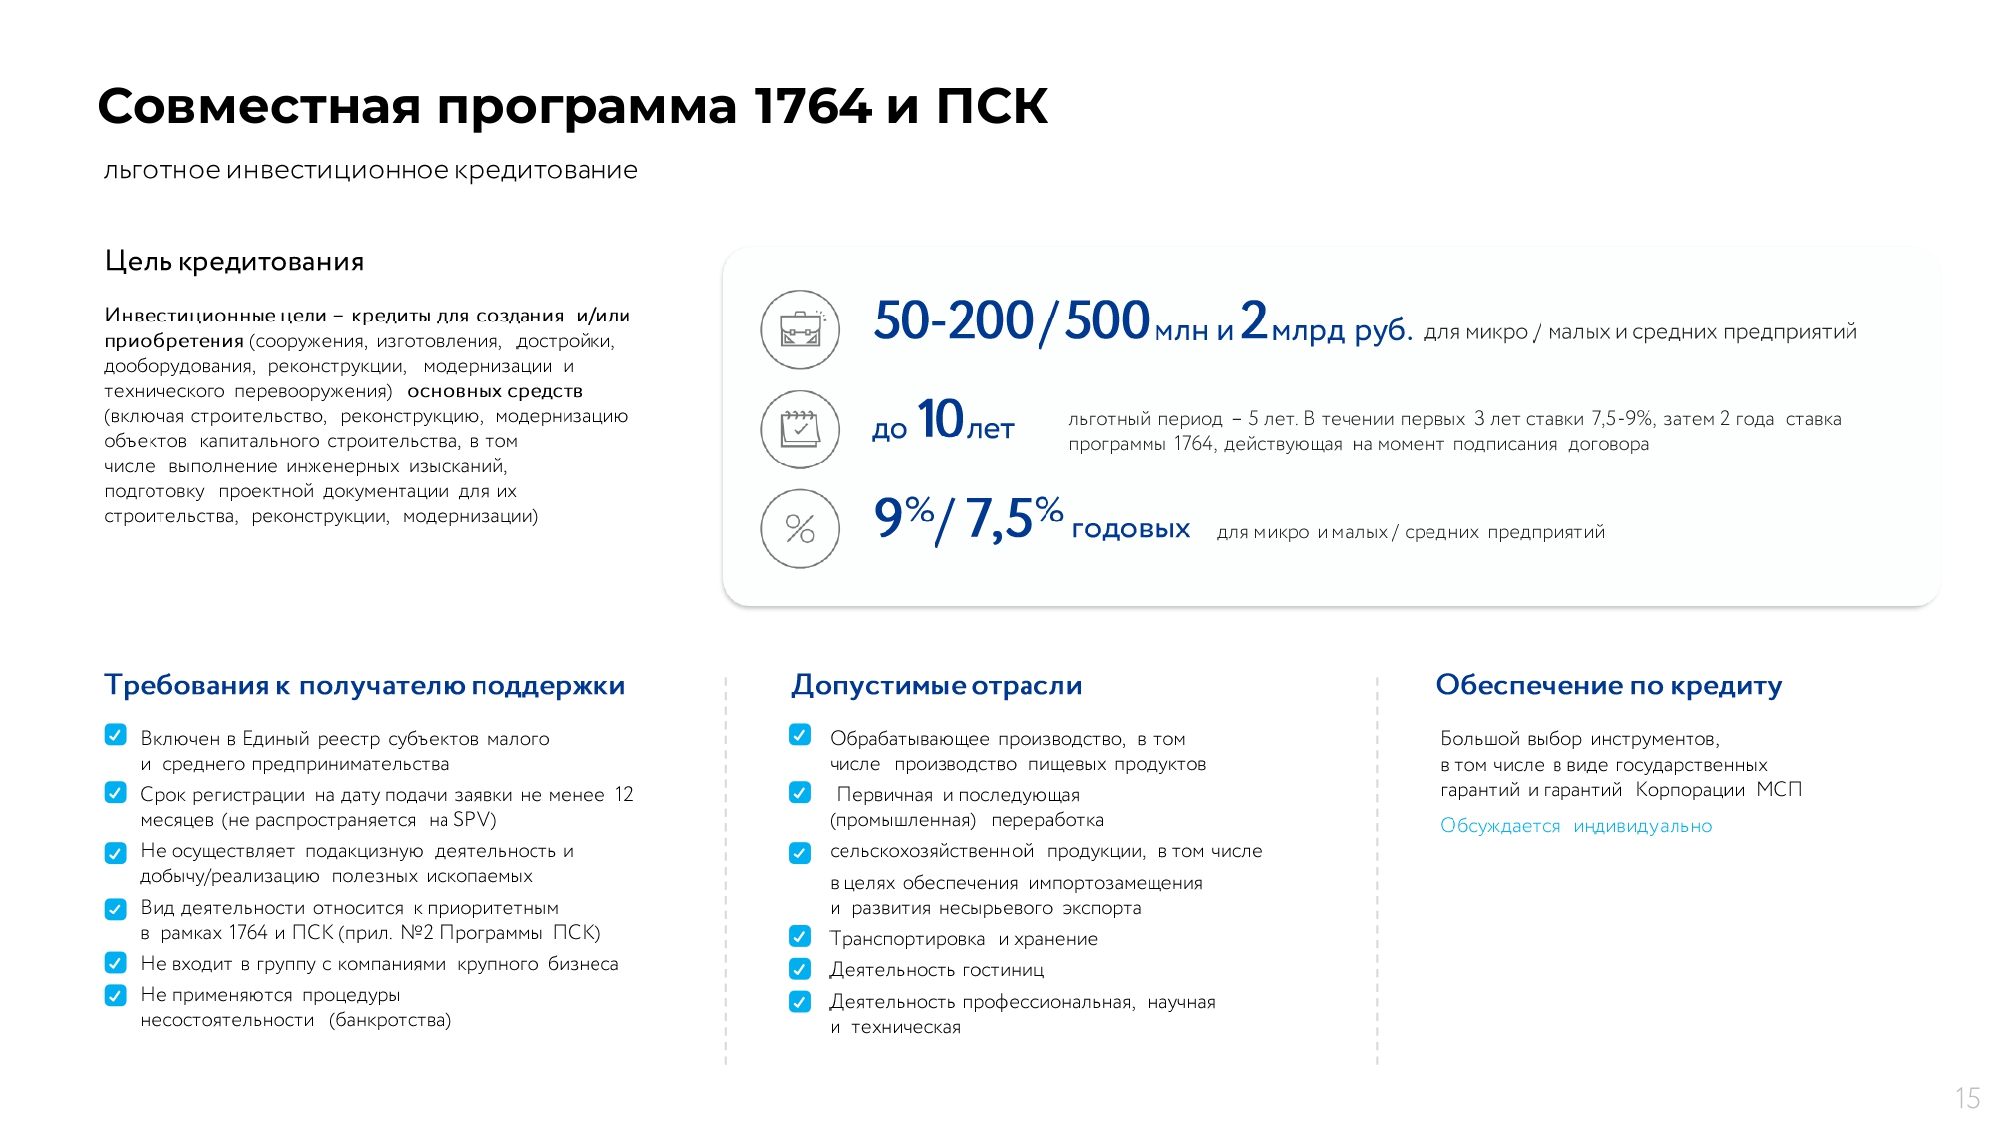 Совместная программа 1764 и ПСК
льготное инвестиционное кредитование
Цель кредитования
Инвестиционные цели – кредиты для создания и/или
приобретения (сооружения, изготовления, достройки,
дооборудования, реконструкции, модернизации и
технического перевооружения) основных средств
(включая строительство, реконструкцию, модернизацию
объектов капитального строительства, в том
числе выполнение инженерных изысканий,
подготовку проектной документации для их
строительства, реконструкции, модернизации)
50-200/500 млн и 2 млрд руб. для микро / малых и средних предприятий
до 10 лет
льготный период – 5 лет. В течении первых 3 лет ставки 7,5-9%, затем 2 года ставка
программы 1764, действующая на момент подписания договора
9%/ 7,5% годовых для микро и малых / средних предприятий
Требования к получателю поддержки
Включен в Единый реестр субъектов малого
и среднего предпринимательства
Срок регистрации на дату подачи заявки не менее 12
месяцев (не распространяется на SPV)
Не осуществляет подакцизную деятельность и
добычу/реализацию полезных ископаемых
Вид деятельности относится к приоритетным
в рамках 1764 и ПСК (прил. №2 Программы ПСК)
Не входит в группу с компаниями крупного бизнеса
Не применяются процедуры
несостоятельности (банкротства)
Допустимые отрасли
Обрабатывающее производство, в том
числе производство пищевых продуктов
Первичная и последующая
(промышленная) переработка
сельскохозяйственной продукции, в том числе
в целях обеспечения импортозамещения
и развития несырьевого экспорта
Транспортировка и хранение
Деятельность гостиниц
Деятельность профессиональная, научная
и техническая
Обеспечение по кредиту
Большой выбор инструментов,
в том числе в виде государственных
гарантий и гарантий Корпорации МСП
Обсуждается индивидуально
15